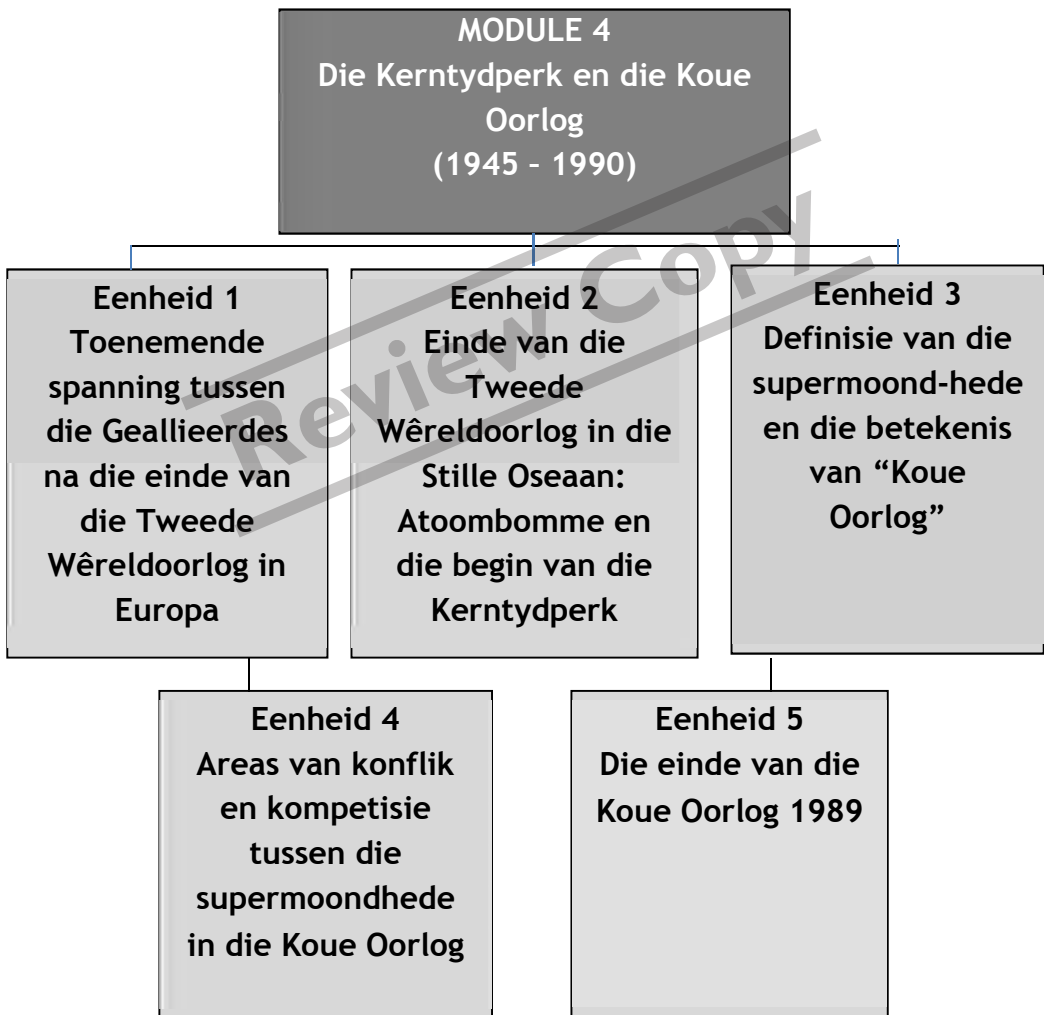 MODULE 4
Die Kerntydperk en die Koue
Oorlog
(1945 – 1990)
Eenheid 1
Toenemende
spanning tussen
die Geallieerdes
na die einde van
die Tweede
Wêreldoorlog in
Europa
Eenheid 2
Einde van die
Tweede
Wêreldoorlog in die
Stille Oseaan:
Atoombomme en
die begin van die
Kerntydperk
Eenheid 3
Definisie van die
supermoond-hede
en die betekenis
van “Koue
Oorlog”
Eenheid 4
Areas van konflik
en kompetisie
tussen die
supermoondhede
in die Koue Oorlog
Eenheid 5
Die einde van die
Koue Oorlog 1989
Review Copy